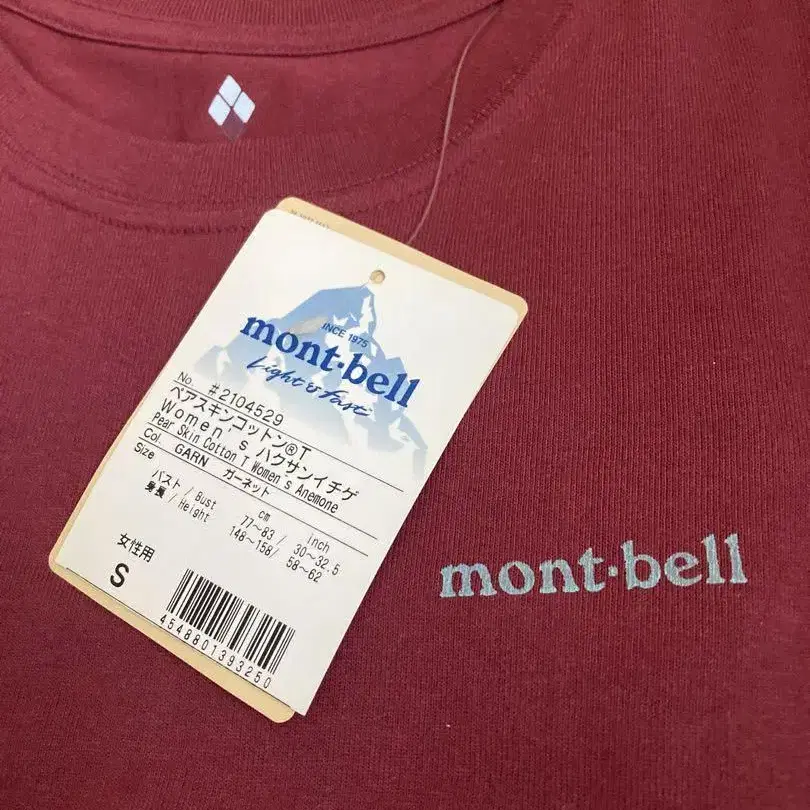 SINCE 1975
mont·bell
Light & Fast
No. #2104529
ペアスキンコットン®T
Women's ハクサンイチゲ
Pear Skin Cotton T Women's Anemone
Col. GARN ガーネット
Size
cm inch
バスト / Bust 77~83 / 30~32.5
身長 / Height 148~158/ 58~62
女性用
S
4548801393250
mont·bell